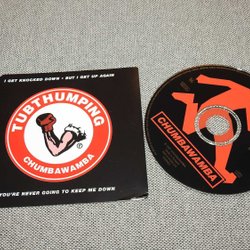 I GET KNOCKED DOWN · BUT I GET UP AGAIN
TUBTHUMPING
CHUMBAWAMBA
YOU'RE NEVER GOING TO KEEP ME DOWN
CHUMBAWAMBA